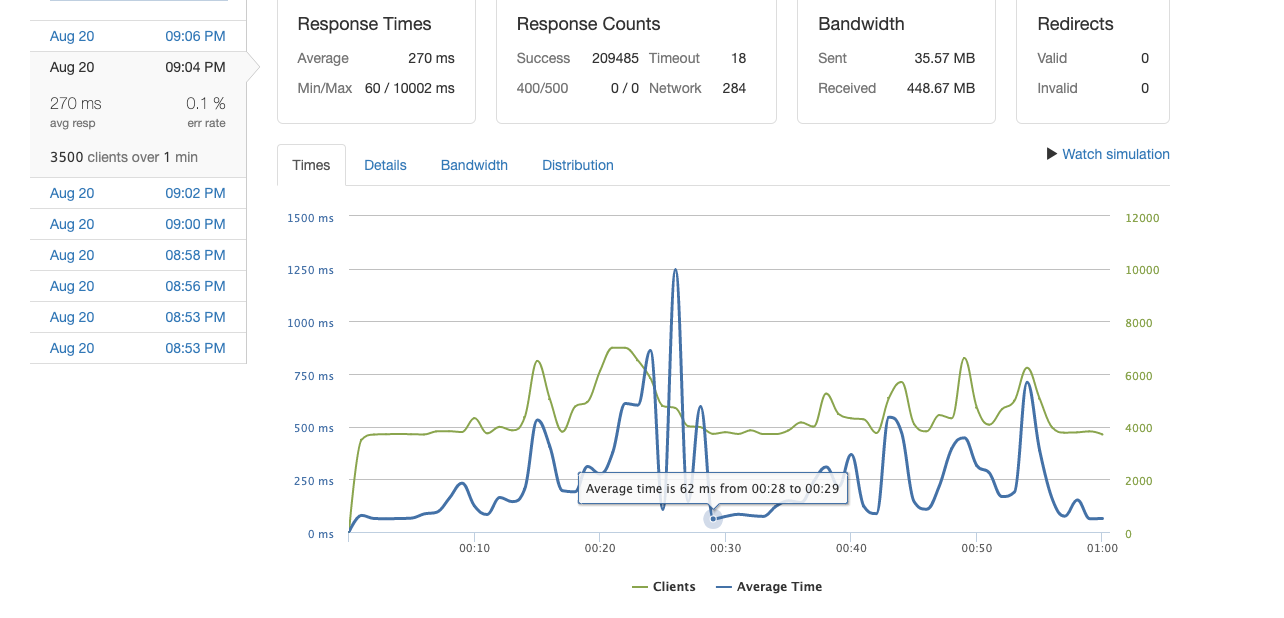 Aug 20 09:06 PM
Aug 20 09:04 PM
270 ms 0.1 %
avg resp err rate
3500 clients over 1 min
Aug 20 09:02 PM
Aug 20 09:00 PM
Aug 20 08:58 PM
Aug 20 08:56 PM
Aug 20 08:53 PM
Aug 20 08:53 PM
Response Times
Average 270 ms
Min/Max 60 / 10002 ms
Response Counts
Success 209485 Timeout 18
400/500 0 / 0 Network 284
Bandwidth
Sent 35.57 MB
Received 448.67 MB
Redirects
Valid 0
Invalid 0
Times Details Bandwidth Distribution
Watch simulation
1500 ms 12000
1250 ms 10000
1000 ms 8000
750 ms 6000
500 ms 4000
250 ms 2000
Average time is 62 ms from 00:28 to 00:29
0 ms 0
00:10 00:20 00:30 00:40 00:50 01:00
Clients Average Time